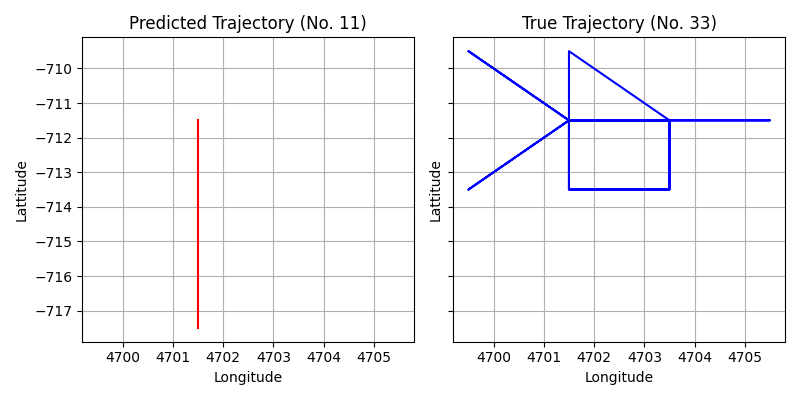 Predicted Trajectory (No. 11)
True Trajectory (No. 33)
Lattitude
−710
−711
−712
−713
−714
−715
−716
−717
4700 4701 4702 4703 4704 4705
Longitude
Lattitude
4700 4701 4702 4703 4704 4705
Longitude